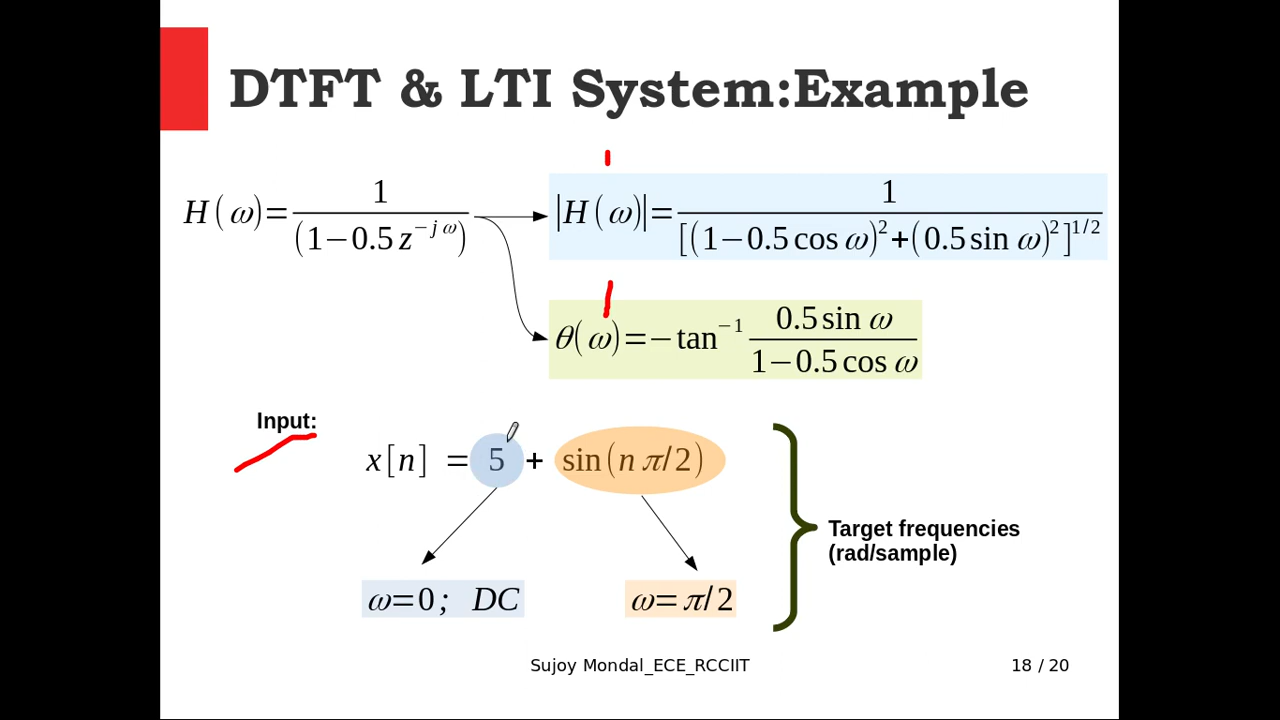 DTFT & LTI System:Example
H(ω)=1/(1−0.5 z^{−jω})
|H(ω)|=1/[(1−0.5 cos ω)^2+(0.5 sin ω)^2]^{1/2}
θ(ω)=−tan^{−1} (0.5 sin ω)/(1−0.5 cos ω)
Input:
x[n] = 5 + sin(n π/2)
Target frequencies
(rad/sample)
ω=0; DC
ω=π/2
Sujoy Mondal_ECE_RCCIIT
18 / 20